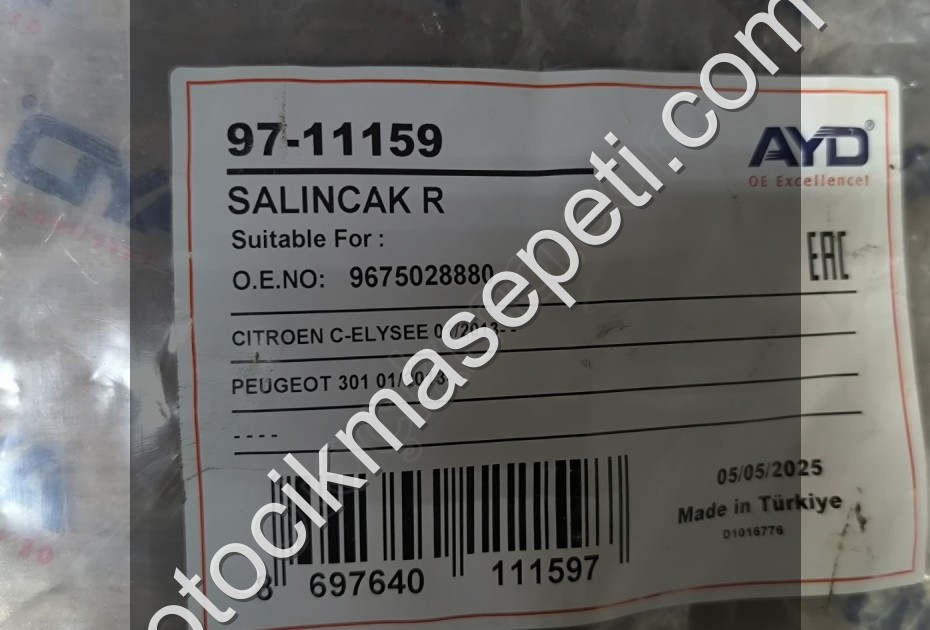 97-11159
AYD®
OE Excellence!
SALINCAK R
Suitable For :
O.E.NO: 9675028880
EAC
CITROEN C-ELYSEE
PEUGEOT 301
- - - -
05/05/2025
Made in Türkiye
D1016776
8 697640 111597
otocikmasepeti.com